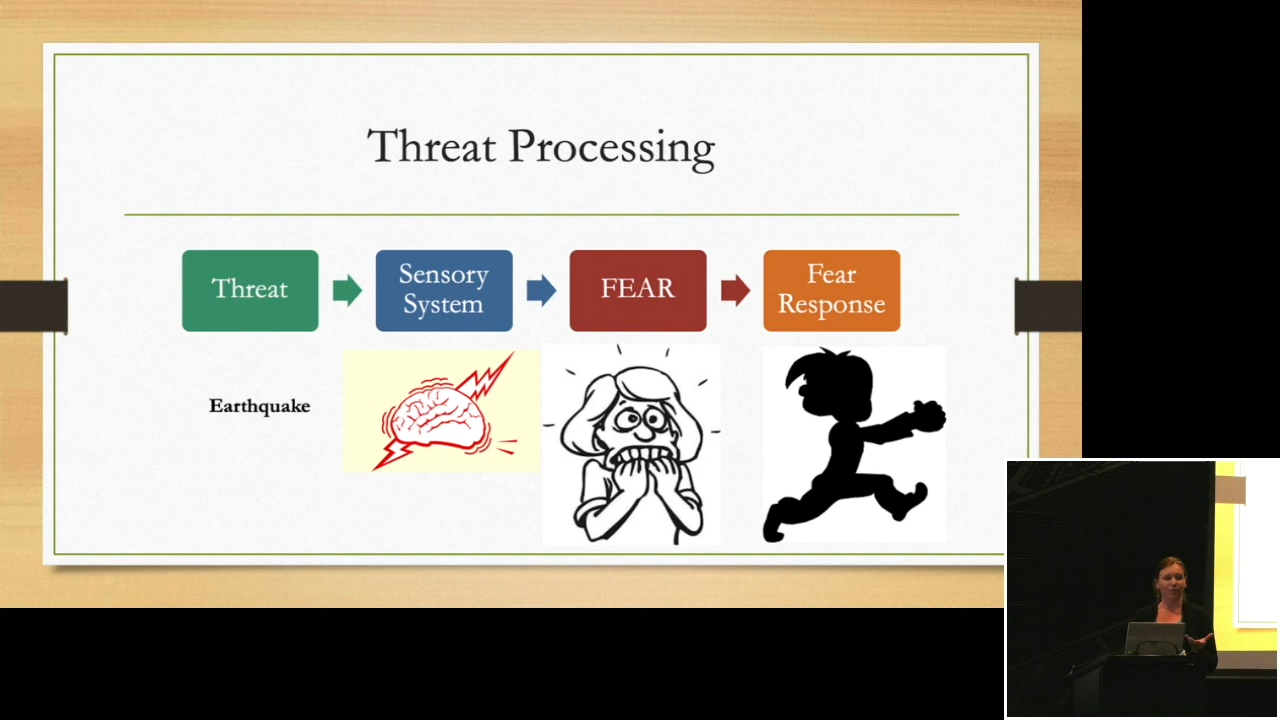 Threat Processing
Threat
Sensory
System
FEAR
Fear
Response
Earthquake